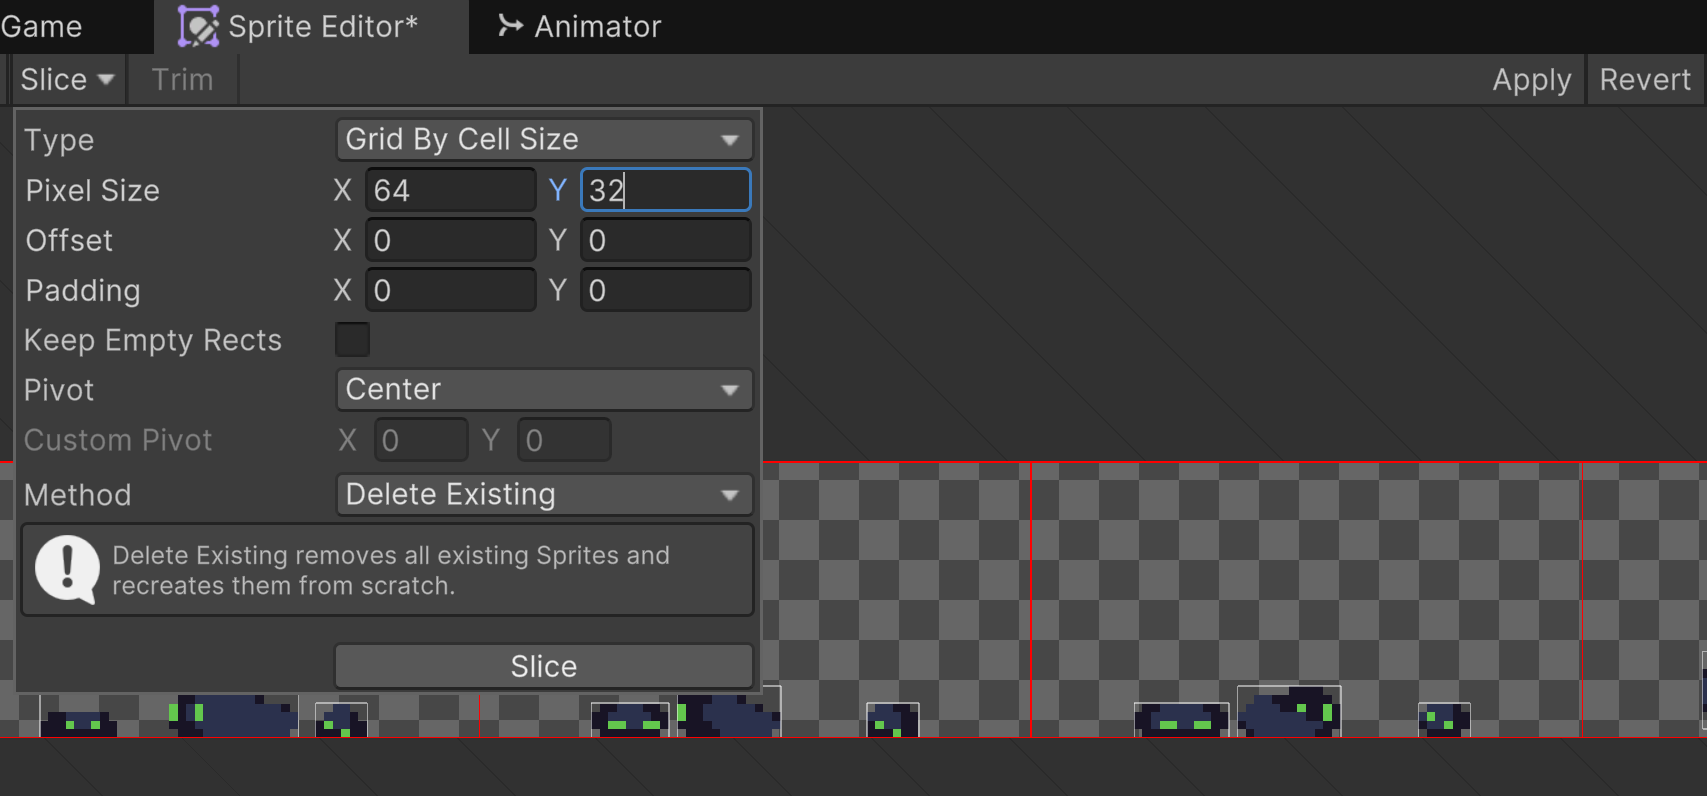 Game Sprite Editor* Animator
Slice Trim Apply Revert
Type Grid By Cell Size
Pixel Size X 64 Y 32
Offset X 0 Y 0
Padding X 0 Y 0
Keep Empty Rects
Pivot Center
Custom Pivot X 0 Y 0
Method Delete Existing
Delete Existing removes all existing Sprites and
recreates them from scratch.
Slice